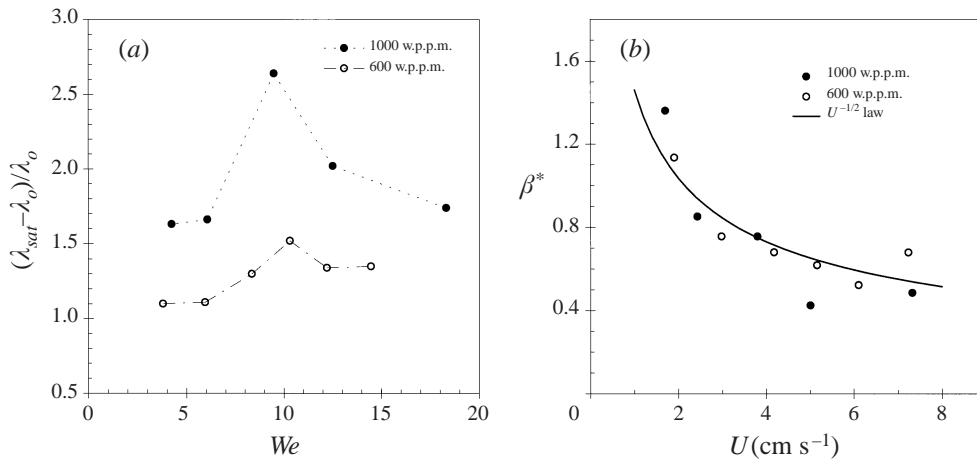 (a)
1000 w.p.p.m.
600 w.p.p.m.
3.0
2.5
2.0
1.5
1.0
0.5
(λsat–λo)/λo
0 5 10 15 20
We
(b)
1000 w.p.p.m.
600 w.p.p.m.
U–1/2 law
1.6
1.2
0.8
0.4
0
β*
2 4 6 8
U (cm s–1)